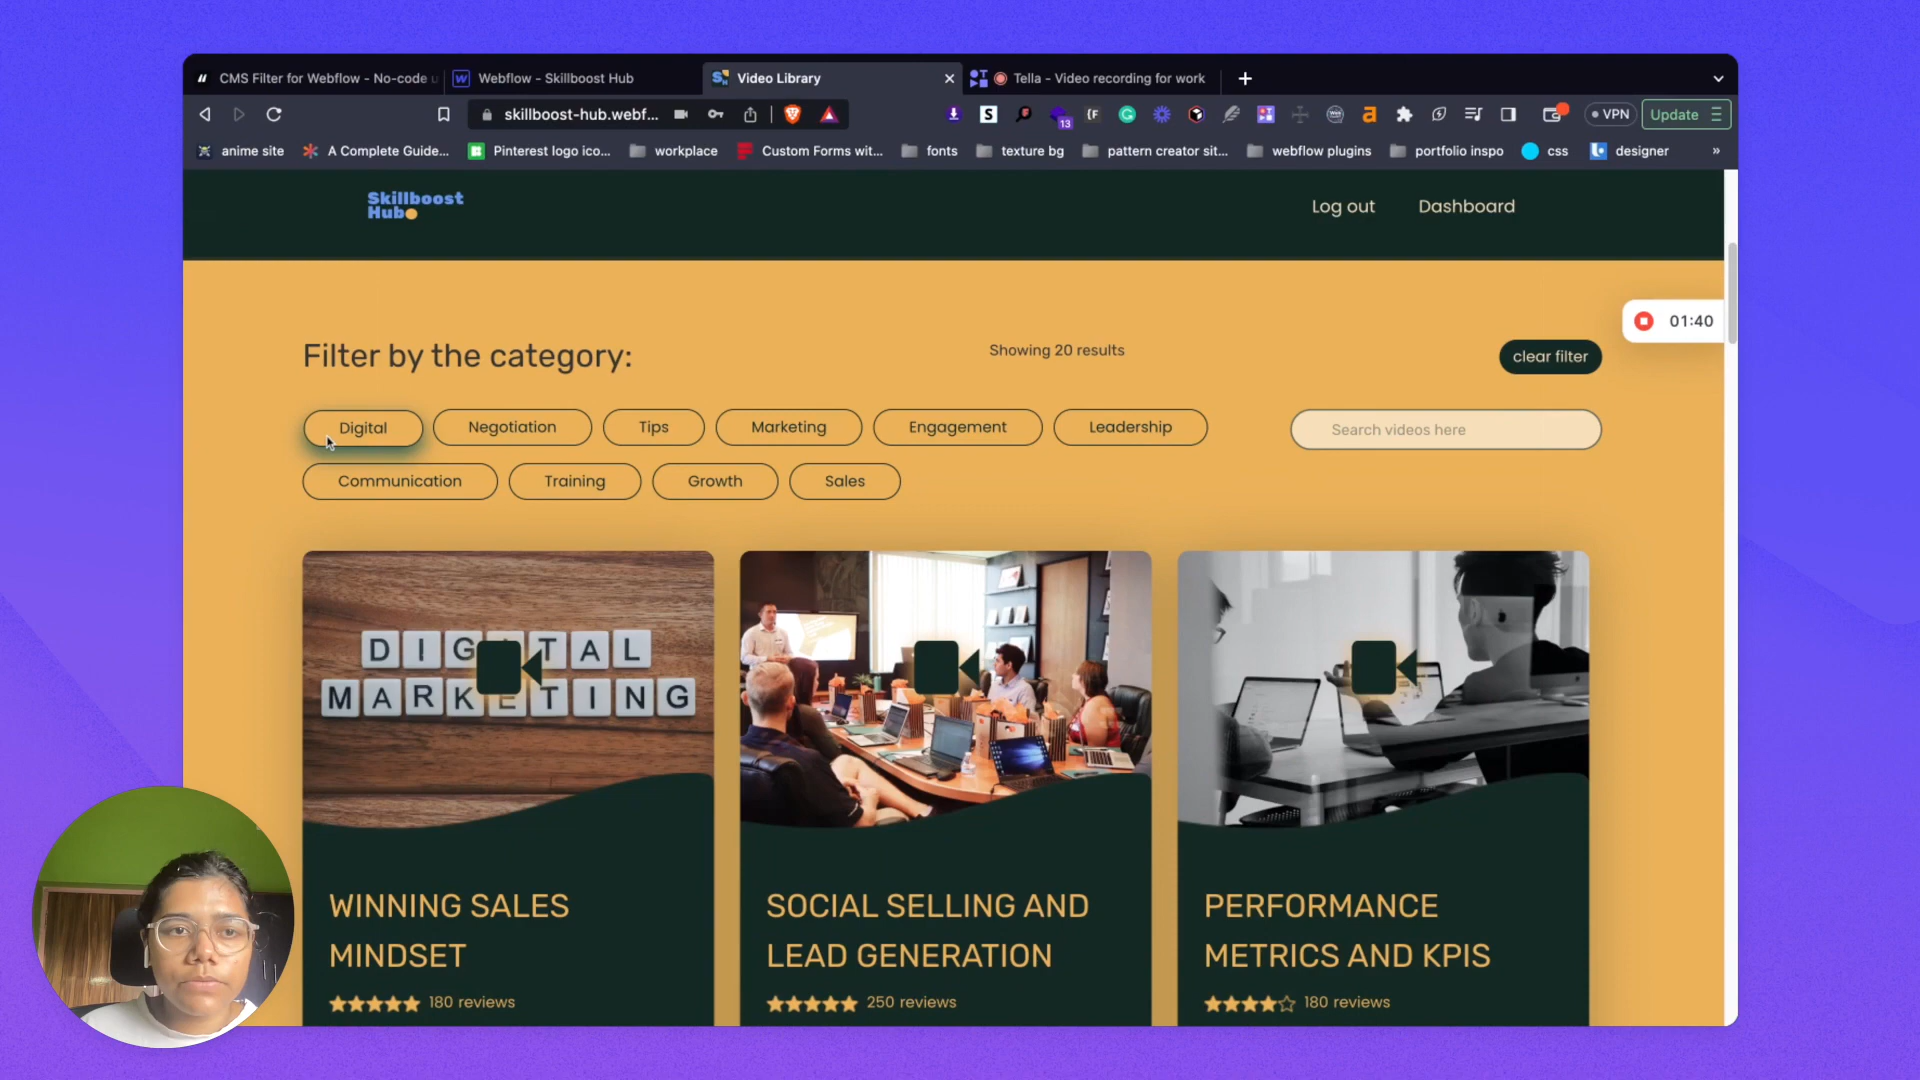 CMS Filter for Webflow - No-code u
Webflow - Skillboost Hub
Video Library
Tella - Video recording for work
skillboost-hub.webf...
13
VPN
Update
anime site
A Complete Guide...
Pinterest logo ico...
workplace
Custom Forms wit...
fonts
texture bg
pattern creator sit...
webflow plugins
portfolio inspo
css
designer
»
Skillboost
Hub
Log out
Dashboard
01:40
Filter by the category:
Showing 20 results
clear filter
Digital
Negotiation
Tips
Marketing
Engagement
Leadership
Search videos here
Communication
Training
Growth
Sales
DIGITAL
MARKETING
WINNING SALES
MINDSET
180 reviews
SOCIAL SELLING AND
LEAD GENERATION
250 reviews
PERFORMANCE
METRICS AND KPIS
180 reviews